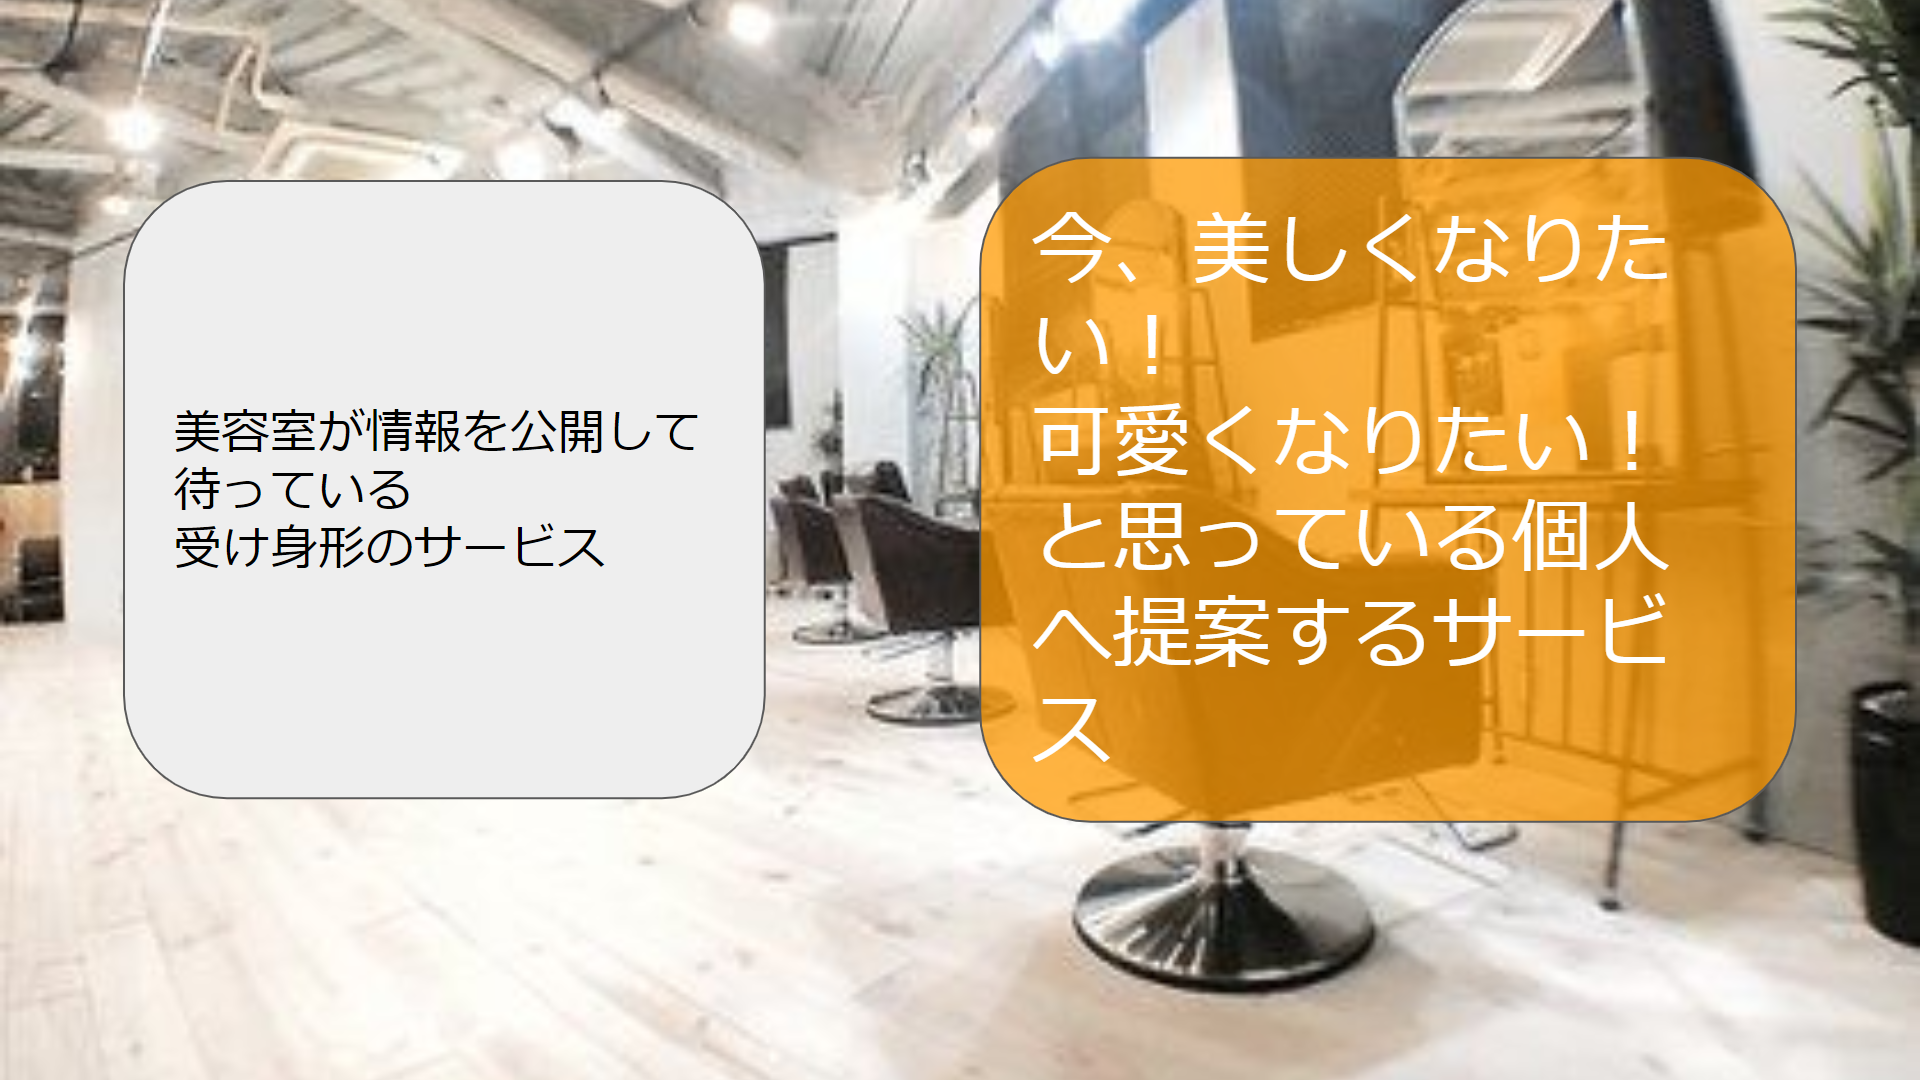 美容室が情報を公開して
待っている
受け身形のサービス
今、美しくなりた
い！
可愛くなりたい！
と思っている個人
へ提案するサービ
ス